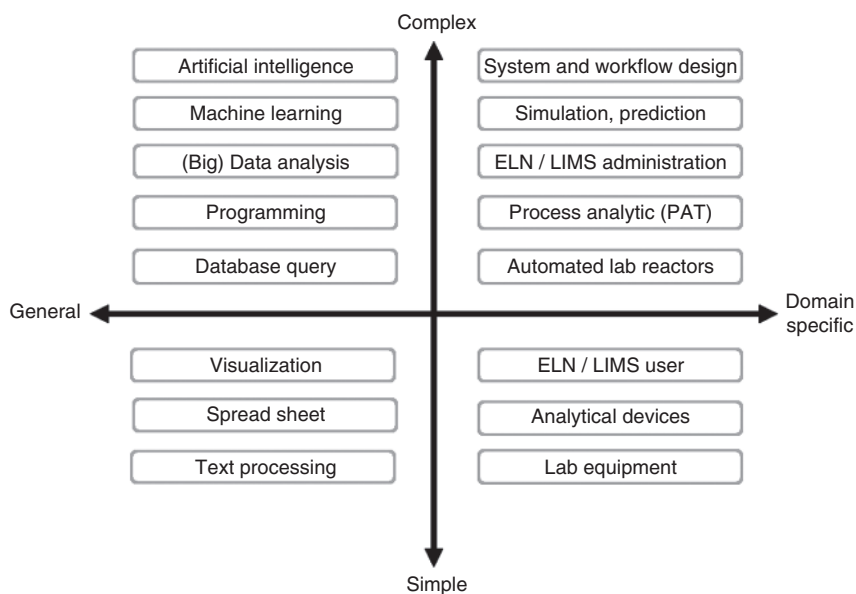 Complex
Artificial intelligence
System and workflow design
Machine learning
Simulation, prediction
(Big) Data analysis
ELN / LIMS administration
Programming
Process analytic (PAT)
Database query
Automated lab reactors
General
Domain
specific
Visualization
ELN / LIMS user
Spread sheet
Analytical devices
Text processing
Lab equipment
Simple